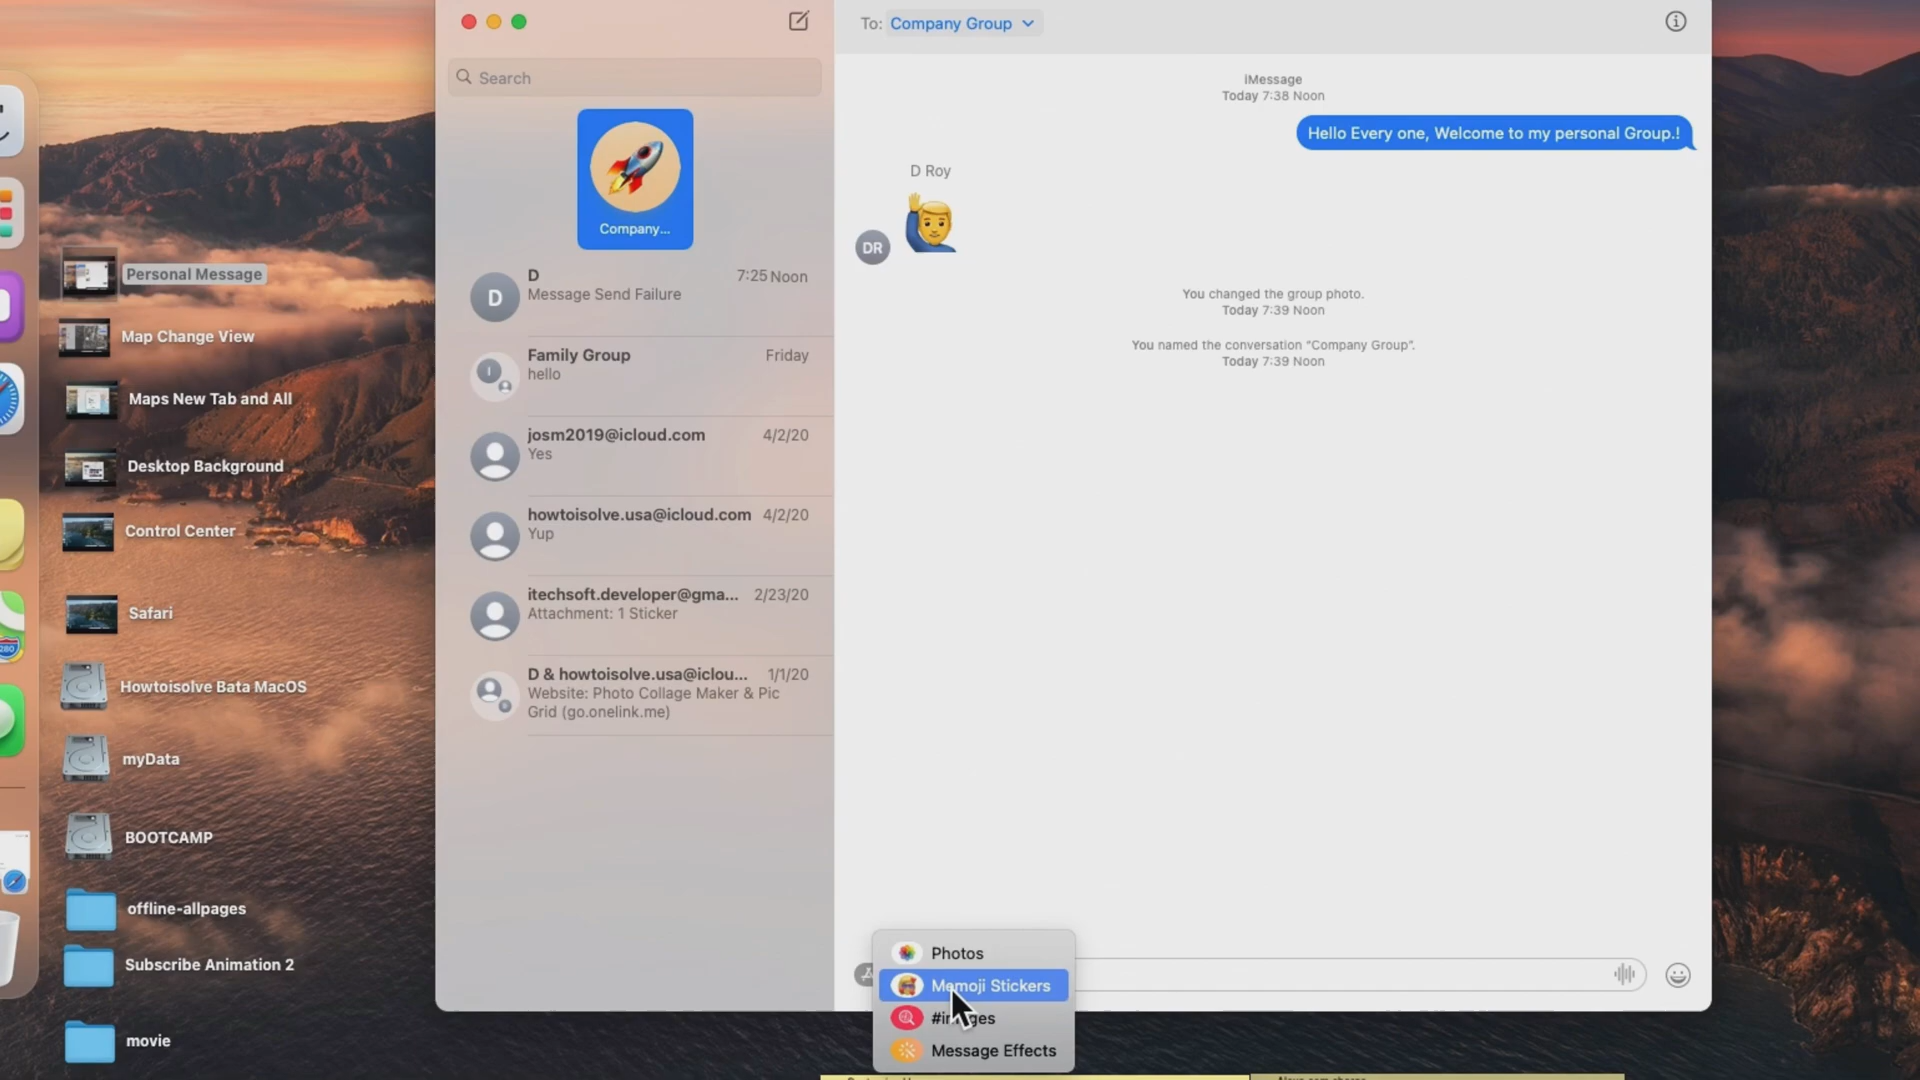 Personal Message
Map Change View
Maps New Tab and All
Desktop Background
Control Center
Safari
Howtoisolve Bata MacOS
myData
BOOTCAMP
offline-allpages
Subscribe Animation 2
movie
280
Search
Company...
D
D 7:25 Noon
Message Send Failure
Family Group Friday
hello
josm2019@icloud.com 4/2/20
Yes
howtoisolve.usa@icloud.com 4/2/20
Yup
itechsoft.developer@gma... 2/23/20
Attachment: 1 Sticker
D & howtoisolve.usa@iclou... 1/1/20
Website: Photo Collage Maker & Pic
Grid (go.onelink.me)
To: Company Group
iMessage
Today 7:38 Noon
Hello Every one, Welcome to my personal Group.!
D Roy
DR
You changed the group photo.
Today 7:39 Noon
You named the conversation “Company Group”.
Today 7:39 Noon
Photos
Memoji Stickers
#images
Message Effects